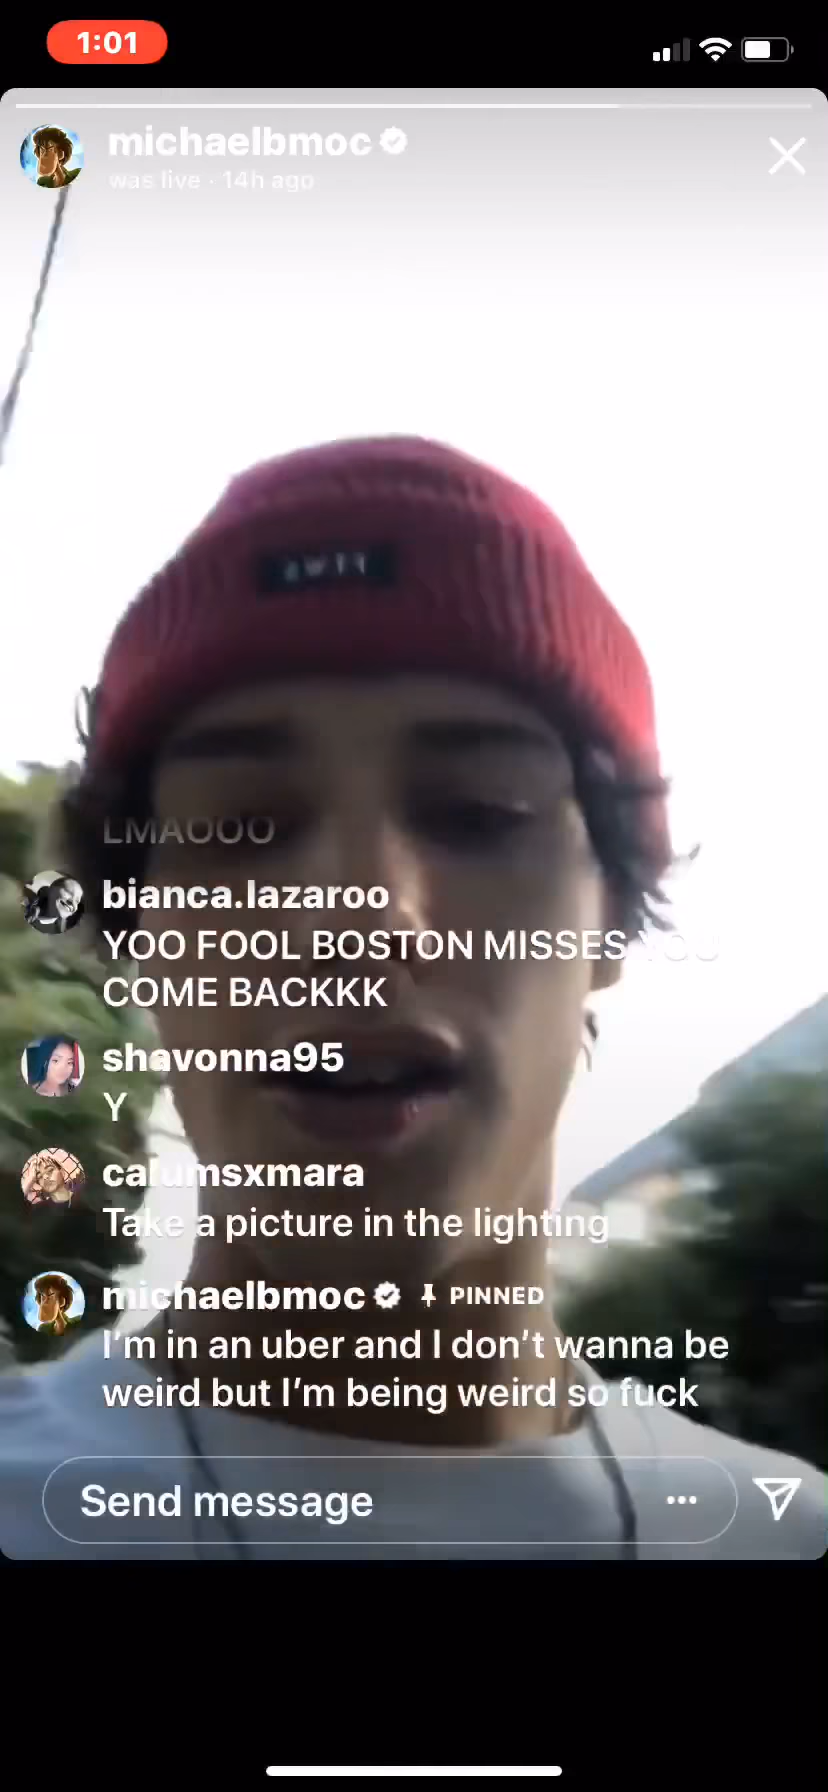 1:01
michaelbmoc
was live · 14h ago
LMAOOO
bianca.lazaroo
YOO FOOL BOSTON MISSES YOU
COME BACKKK
shavonna95
Y
calumsxmara
Take a picture in the lighting
michaelbmoc PINNED
I'm in an uber and I don't wanna be
weird but I'm being weird so fuck
Send message